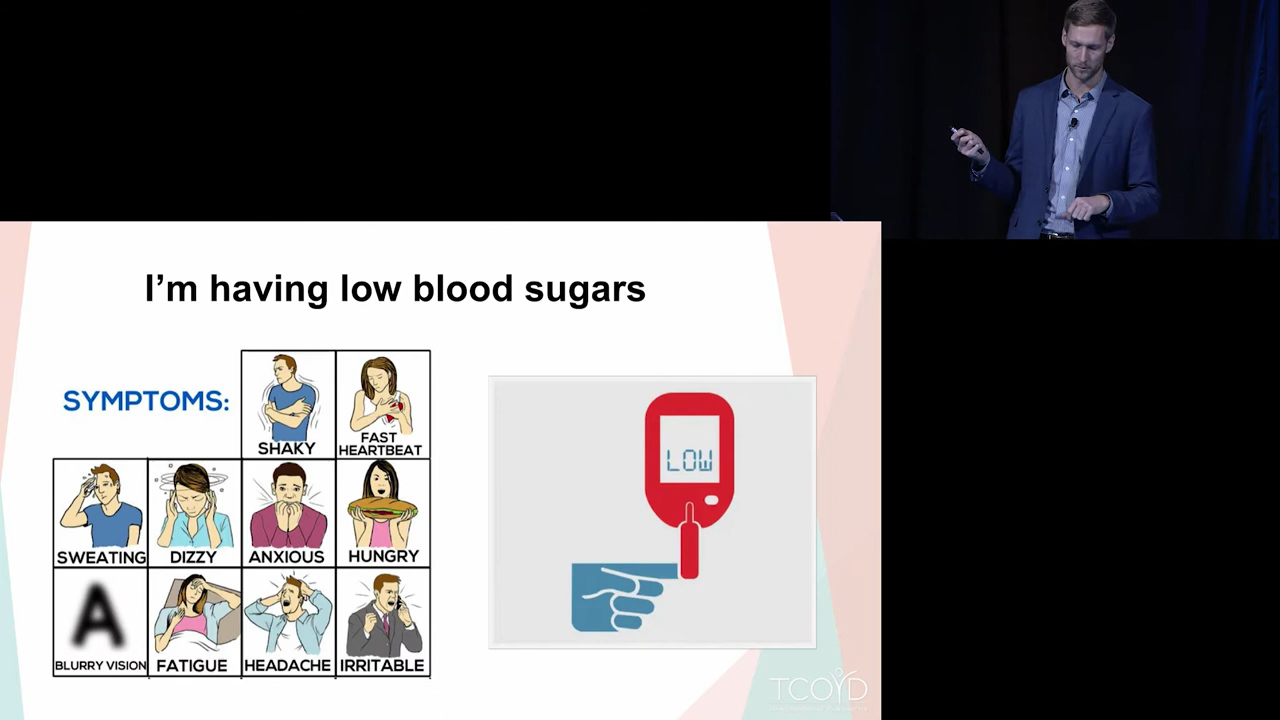 I'm having low blood sugars
SYMPTOMS:
SHAKY
FAST
HEARTBEAT
SWEATING
DIZZY
ANXIOUS
HUNGRY
A
BLURRY VISION
FATIGUE
HEADACHE
IRRITABLE
LOW
TCOYD